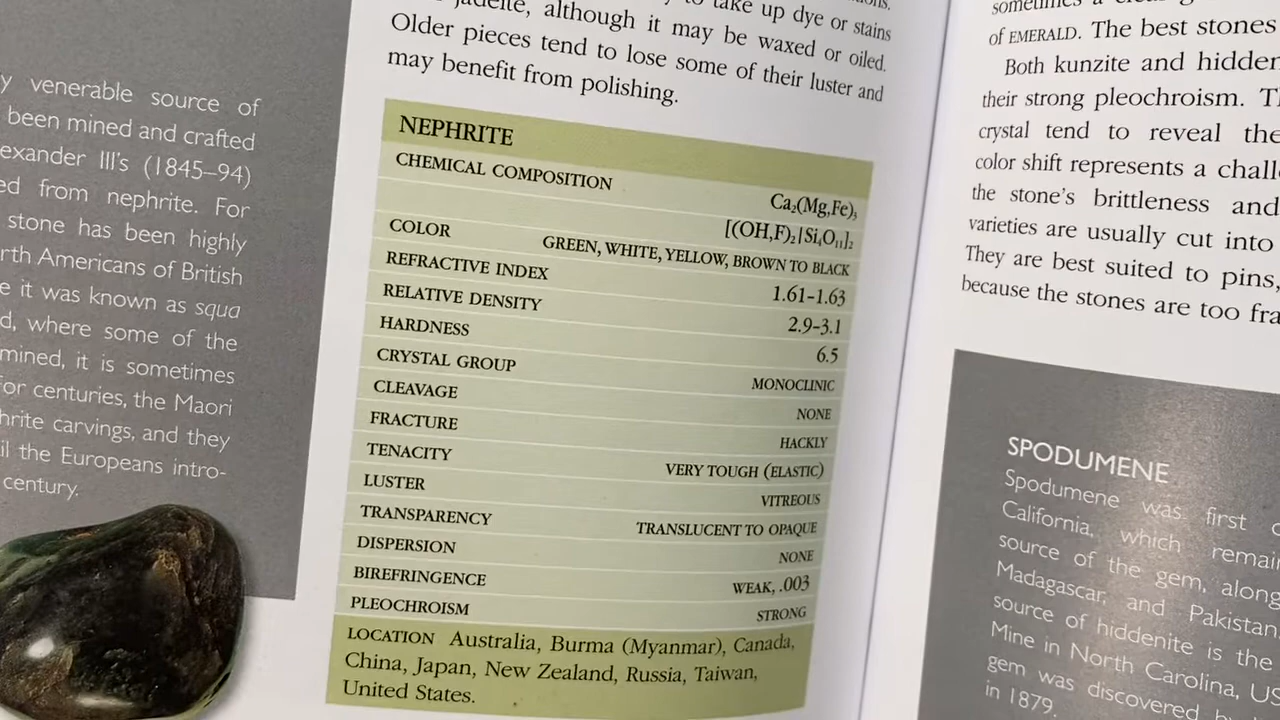 y venerable source of
been mined and crafted
exander III's (1845–94)
ed from nephrite. For
stone has been highly
rth Americans of British
e it was known as squa
d, where some of the
mined, it is sometimes
for centuries, the Maori
hrite carvings, and they
il the Europeans intro-
century.
to take up dye or stains
jadeite, although it may be waxed or oiled.
Older pieces tend to lose some of their luster and
may benefit from polishing.
NEPHRITE
CHEMICAL COMPOSITION Ca₂(Mg,Fe)₃
[(OH,F)₂|Si₄O₁₁]₂
COLOR GREEN, WHITE, YELLOW, BROWN TO BLACK
REFRACTIVE INDEX 1.61–1.63
RELATIVE DENSITY 2.9–3.1
HARDNESS 6.5
CRYSTAL GROUP MONOCLINIC
CLEAVAGE NONE
FRACTURE HACKLY
TENACITY VERY TOUGH (ELASTIC)
LUSTER VITREOUS
TRANSPARENCY TRANSLUCENT TO OPAQUE
DISPERSION NONE
BIREFRINGENCE WEAK, .003
PLEOCHROISM STRONG
LOCATION Australia, Burma (Myanmar), Canada,
China, Japan, New Zealand, Russia, Taiwan,
United States.
sometimes a
of EMERALD. The best stones
Both kunzite and hidden
their strong pleochroism. T
crystal tend to reveal the
color shift represents a chall
the stone's brittleness and
varieties are usually cut into
They are best suited to pins,
because the stones are too fra
SPODUMENE
Spodumene was first
California, which remain
source of the gem, along
Madagascar, and Pakistan,
source of hiddenite is the
Mine in North Carolina, US
gem was discovered
in 1879.